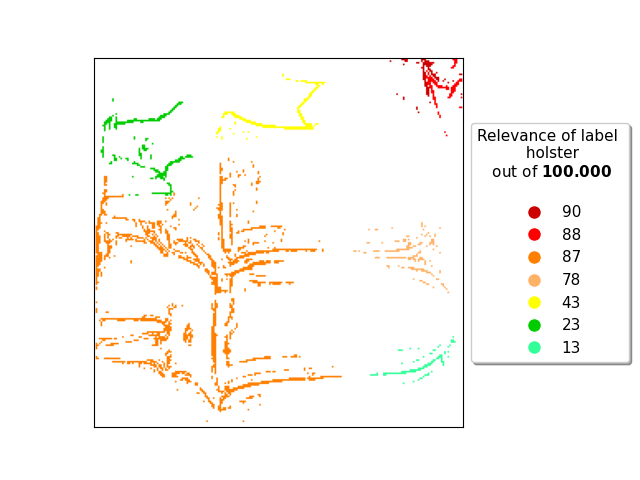 Relevance of label
holster
out of 100.000
90
88
87
78
43
23
13